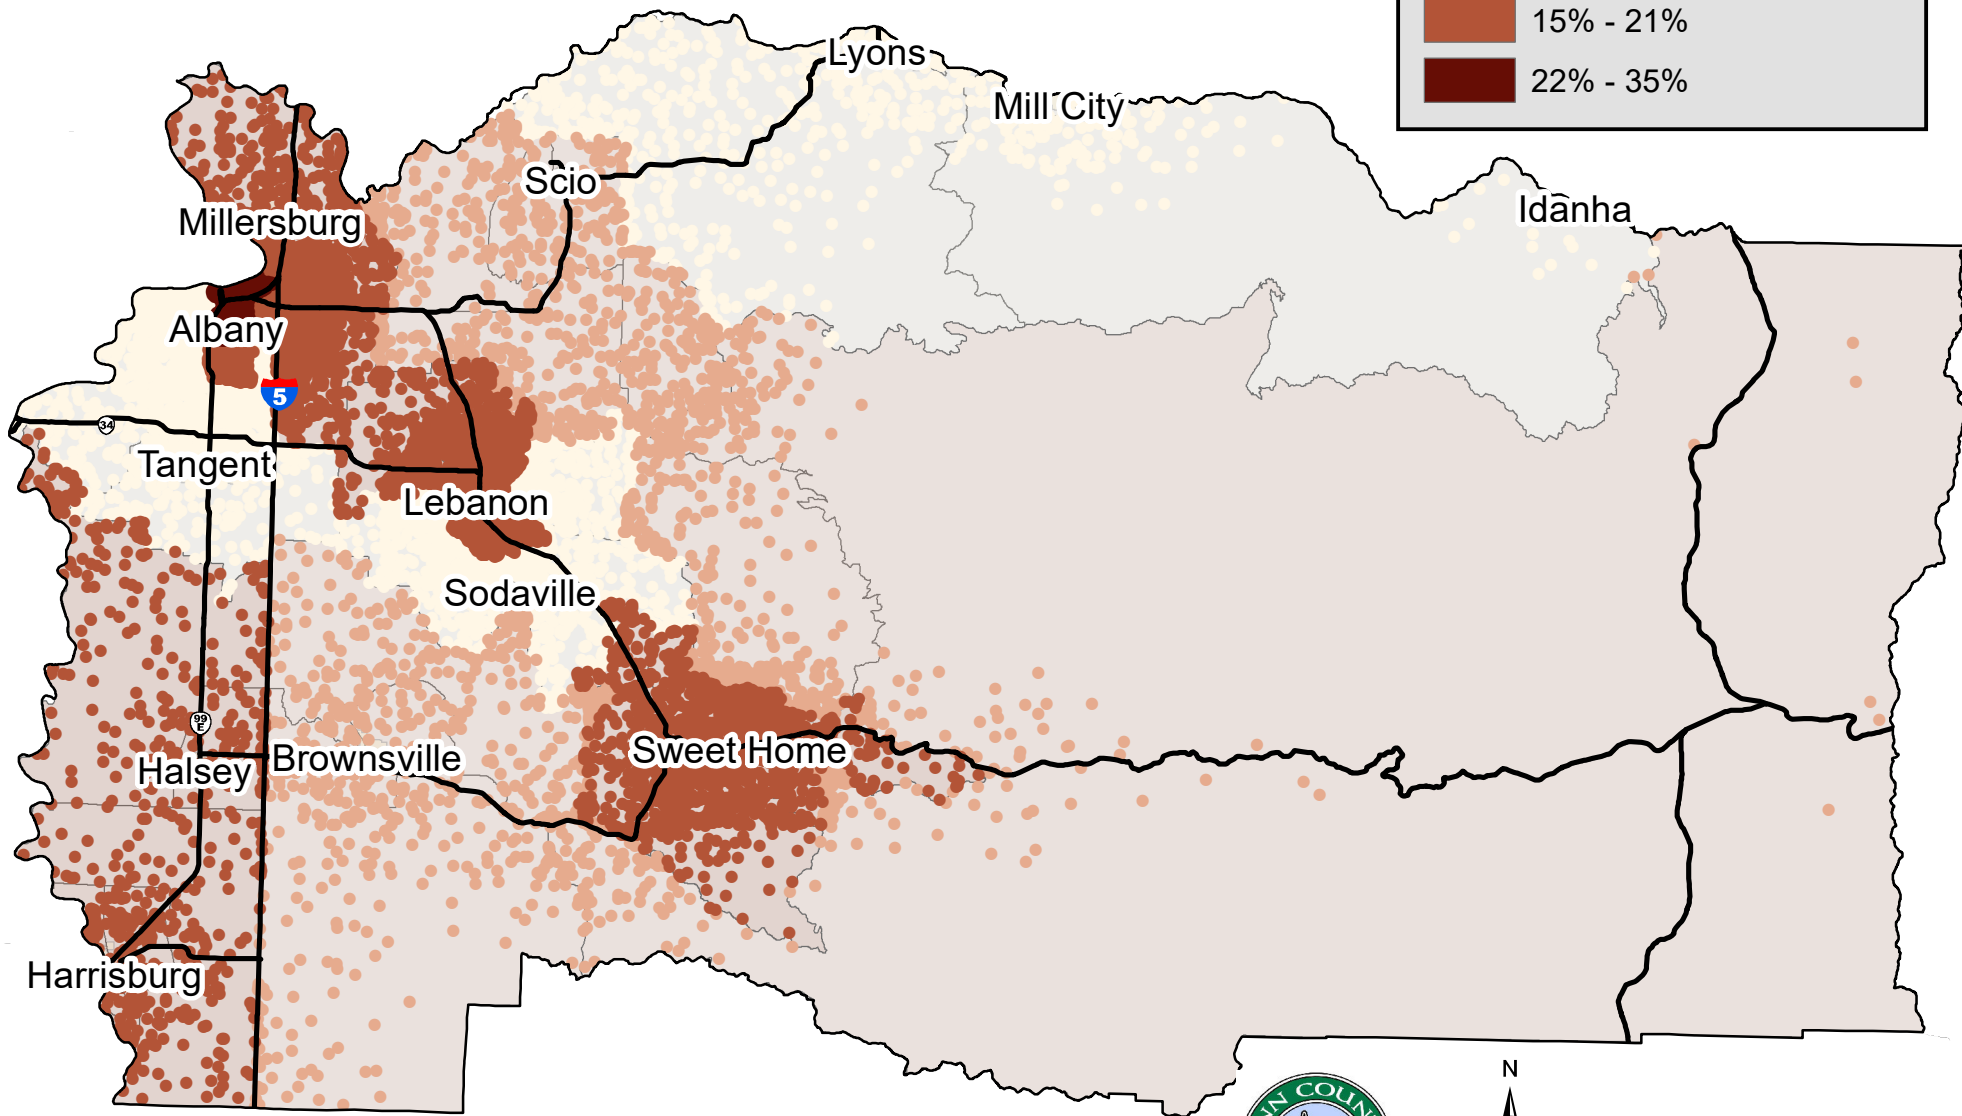 15% - 21%
22% - 35%
Lyons
Mill City
Scio
Idanha
Millersburg
Albany
5
34
Tangent
Lebanon
Sodaville
99
E
Sweet Home
Brownsville
Halsey
Harrisburg
N